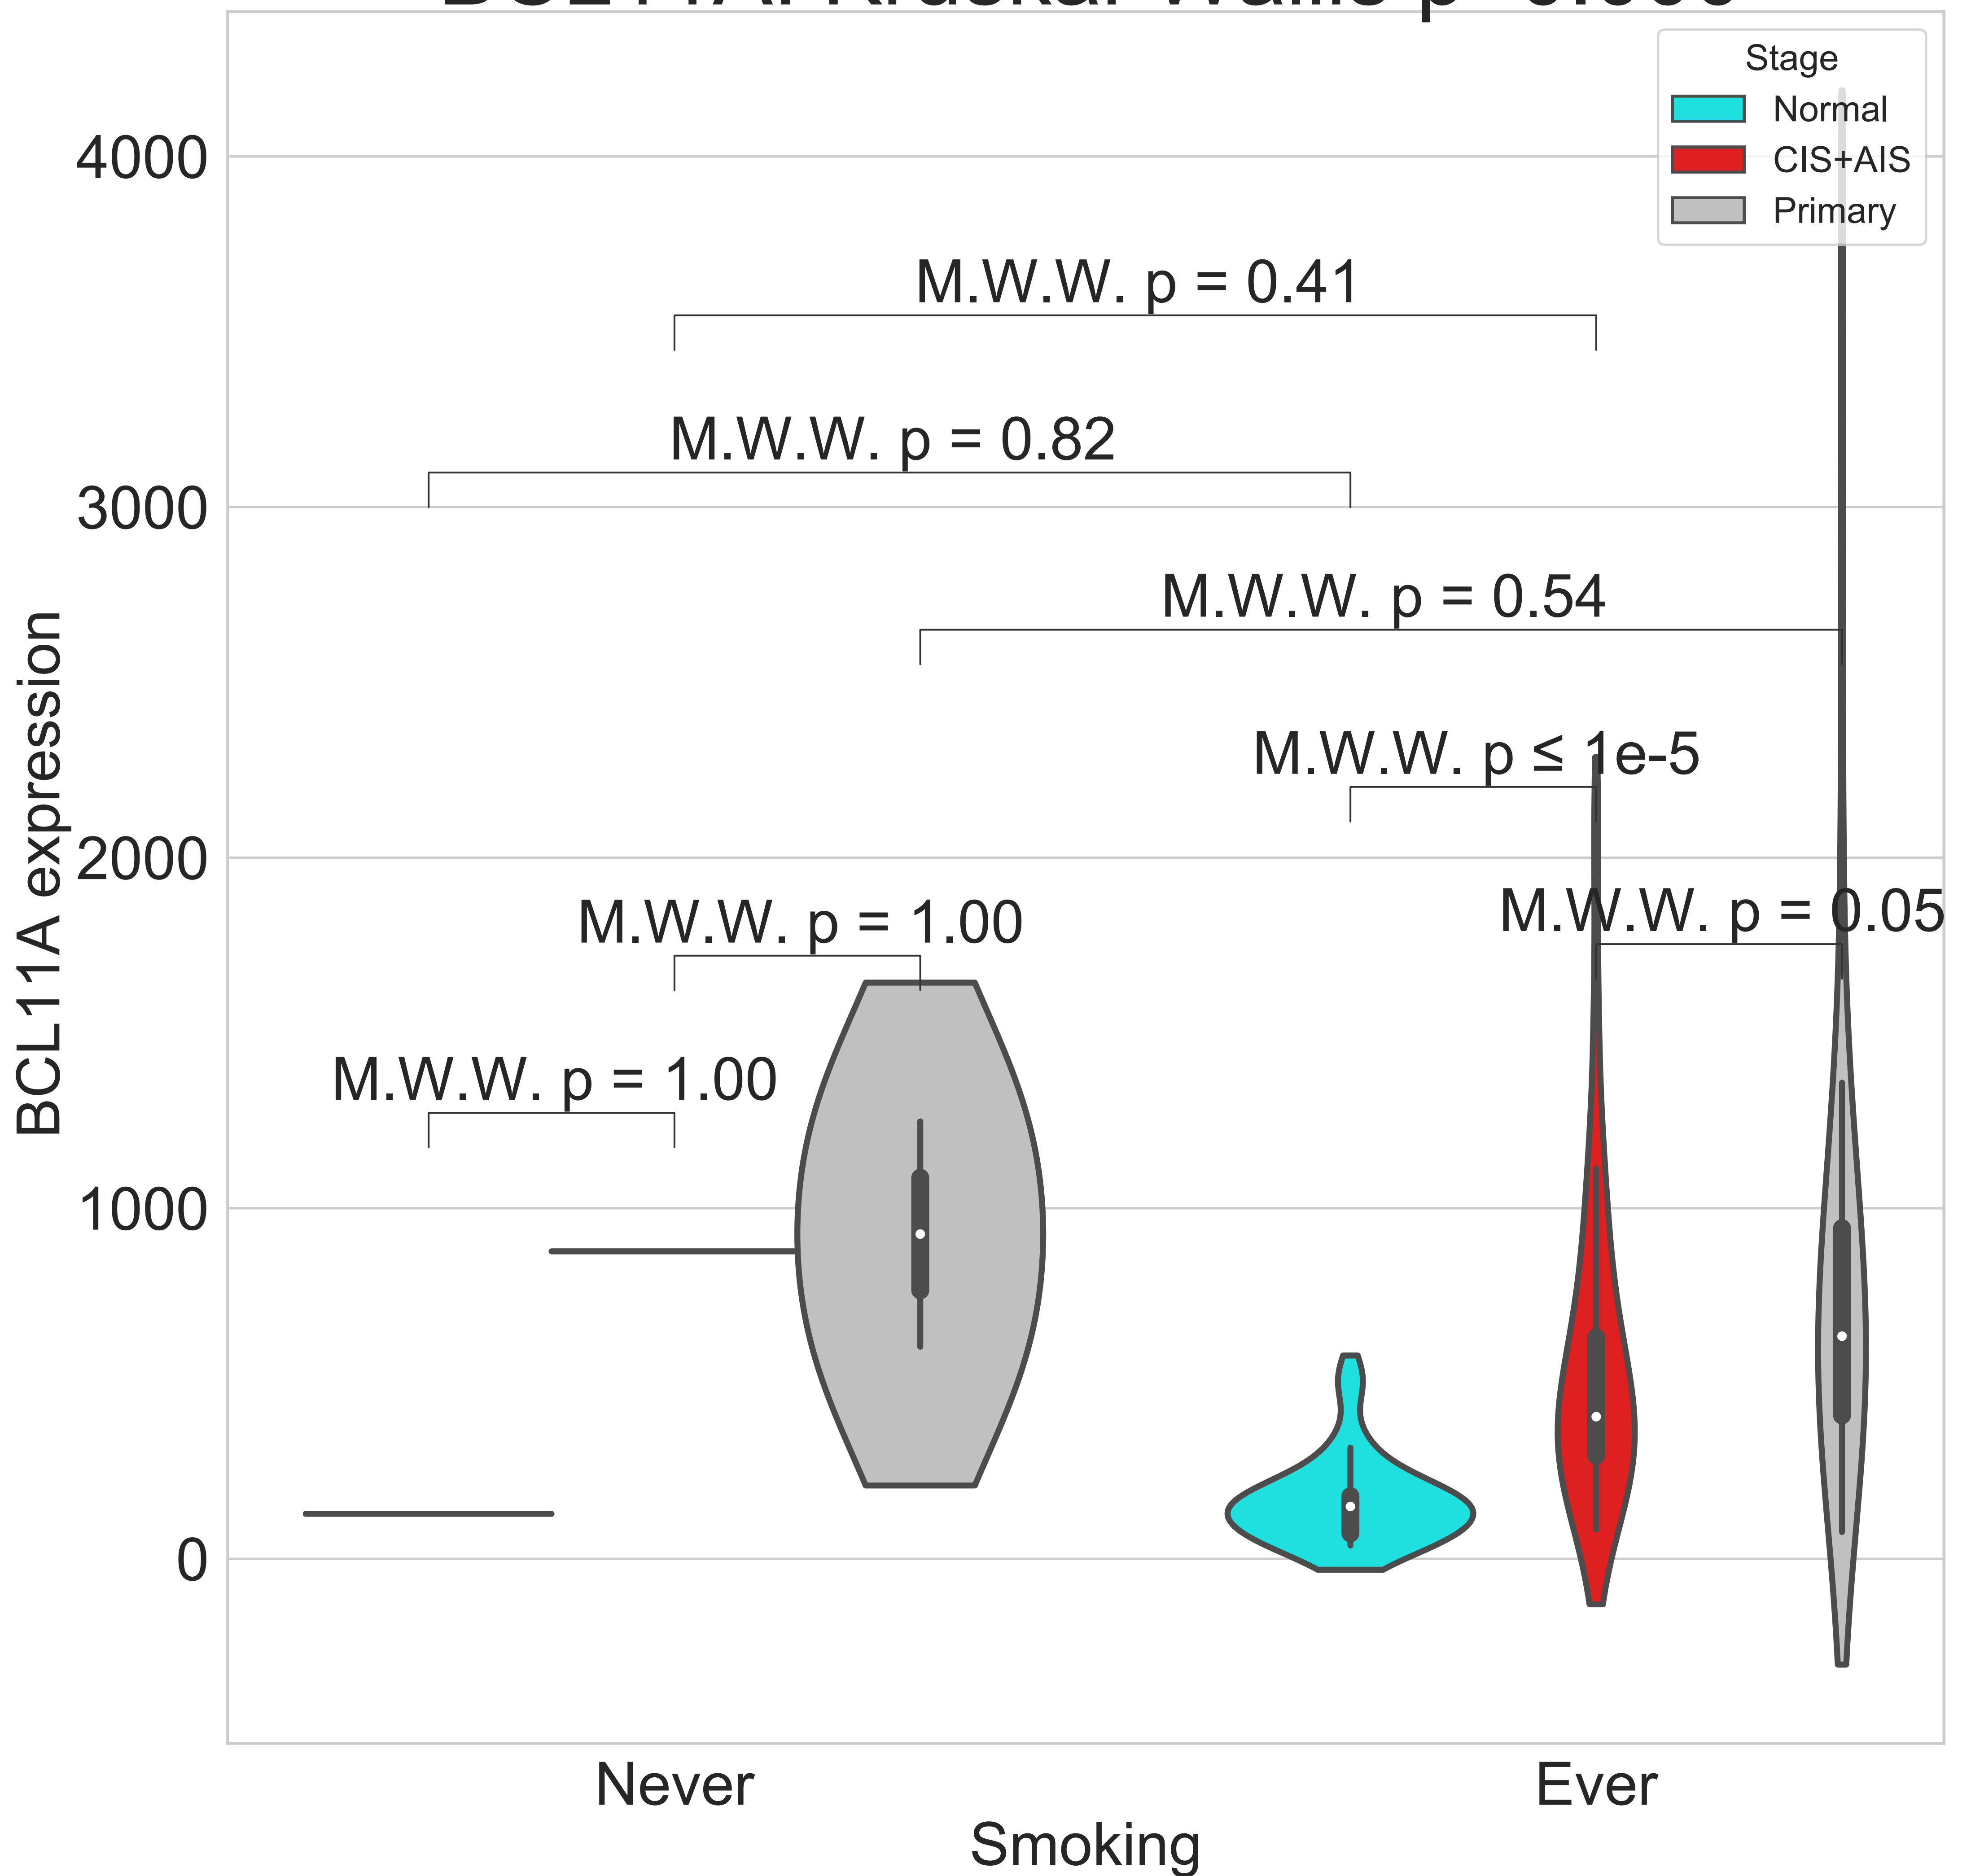 Stage
Normal
CIS+AIS
Primary
4000
M.W.W. p = 0.41
M.W.W. p = 0.82
3000
M.W.W. p = 0.54
M.W.W. p ≤ 1e-5
2000
M.W.W. p = 1.00
M.W.W. p = 0.05
M.W.W. p = 1.00
1000
0
BCL11A expression
Never
Ever
Smoking